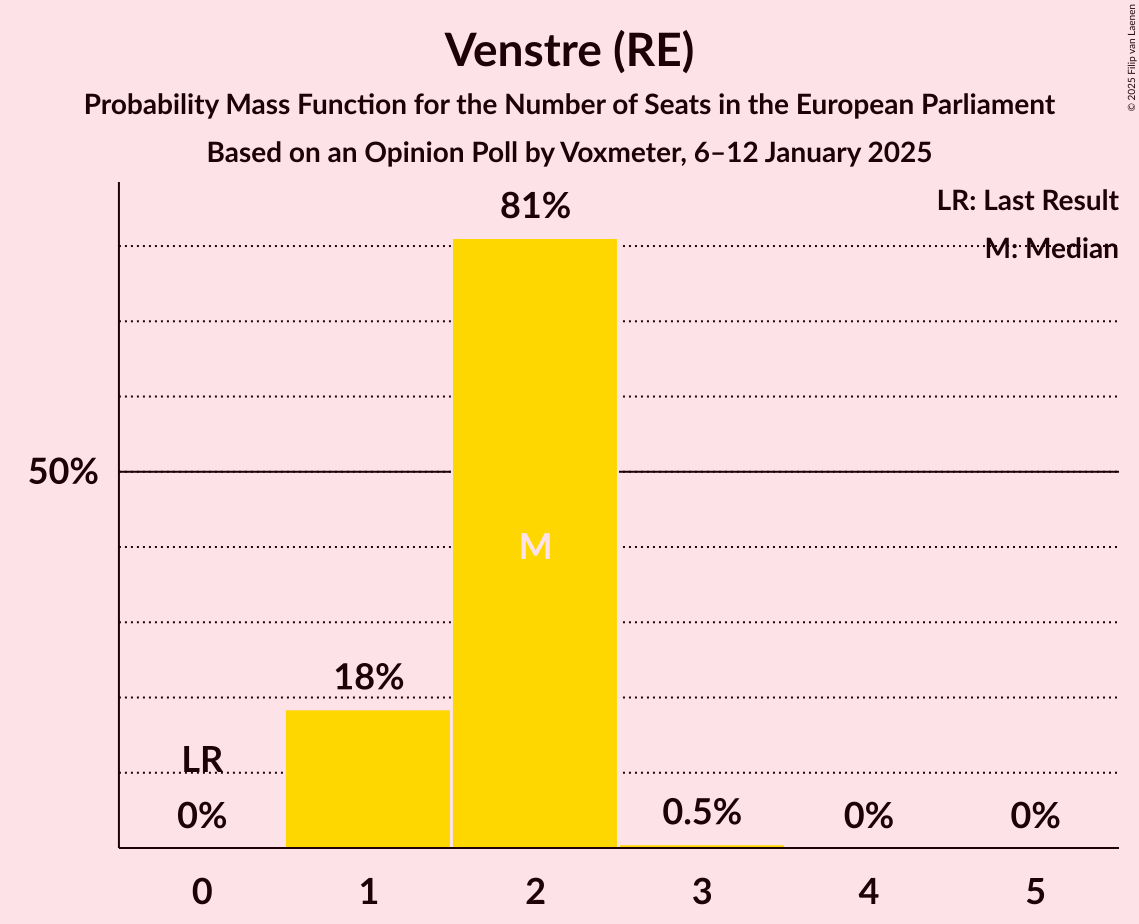 Venstre (RE)
Probability Mass Function for the Number of Seats in the European Parliament
Based on an Opinion Poll by Voxmeter, 6–12 January 2025
© 2025 Filip van Laenen
LR: Last Result
M: Median
81%
50%
M
18%
LR
0%
0.5%
0%
0%
0 1 2 3 4 5